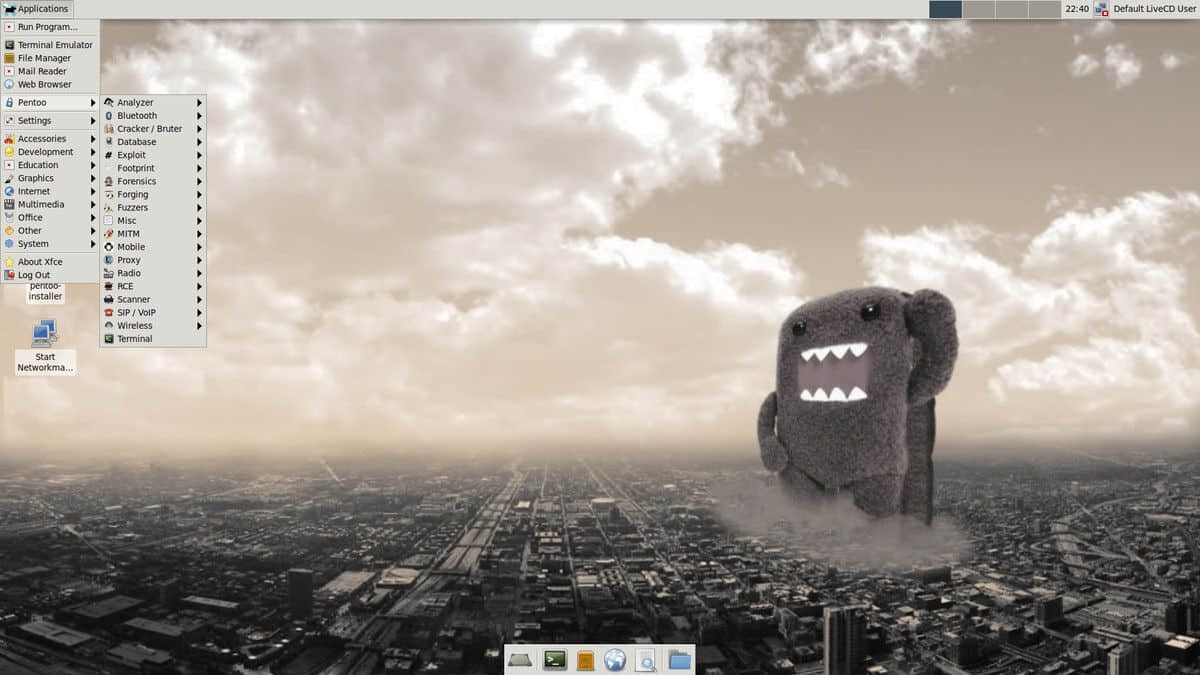 Applications
22:40
Default LiveCD User
Run Program...
Terminal Emulator
File Manager
Mail Reader
Web Browser
Pentoo
Settings
Accessories
Development
Education
Graphics
Internet
Multimedia
Office
Other
System
About Xfce
Log Out
Analyzer
Bluetooth
Cracker / Bruter
Database
Exploit
Footprint
Forensics
Forging
Fuzzers
Misc
MITM
Mobile
Proxy
Radio
RCE
Scanner
SIP / VoIP
Wireless
Terminal
pentoo-
installer
Start
Networkma...